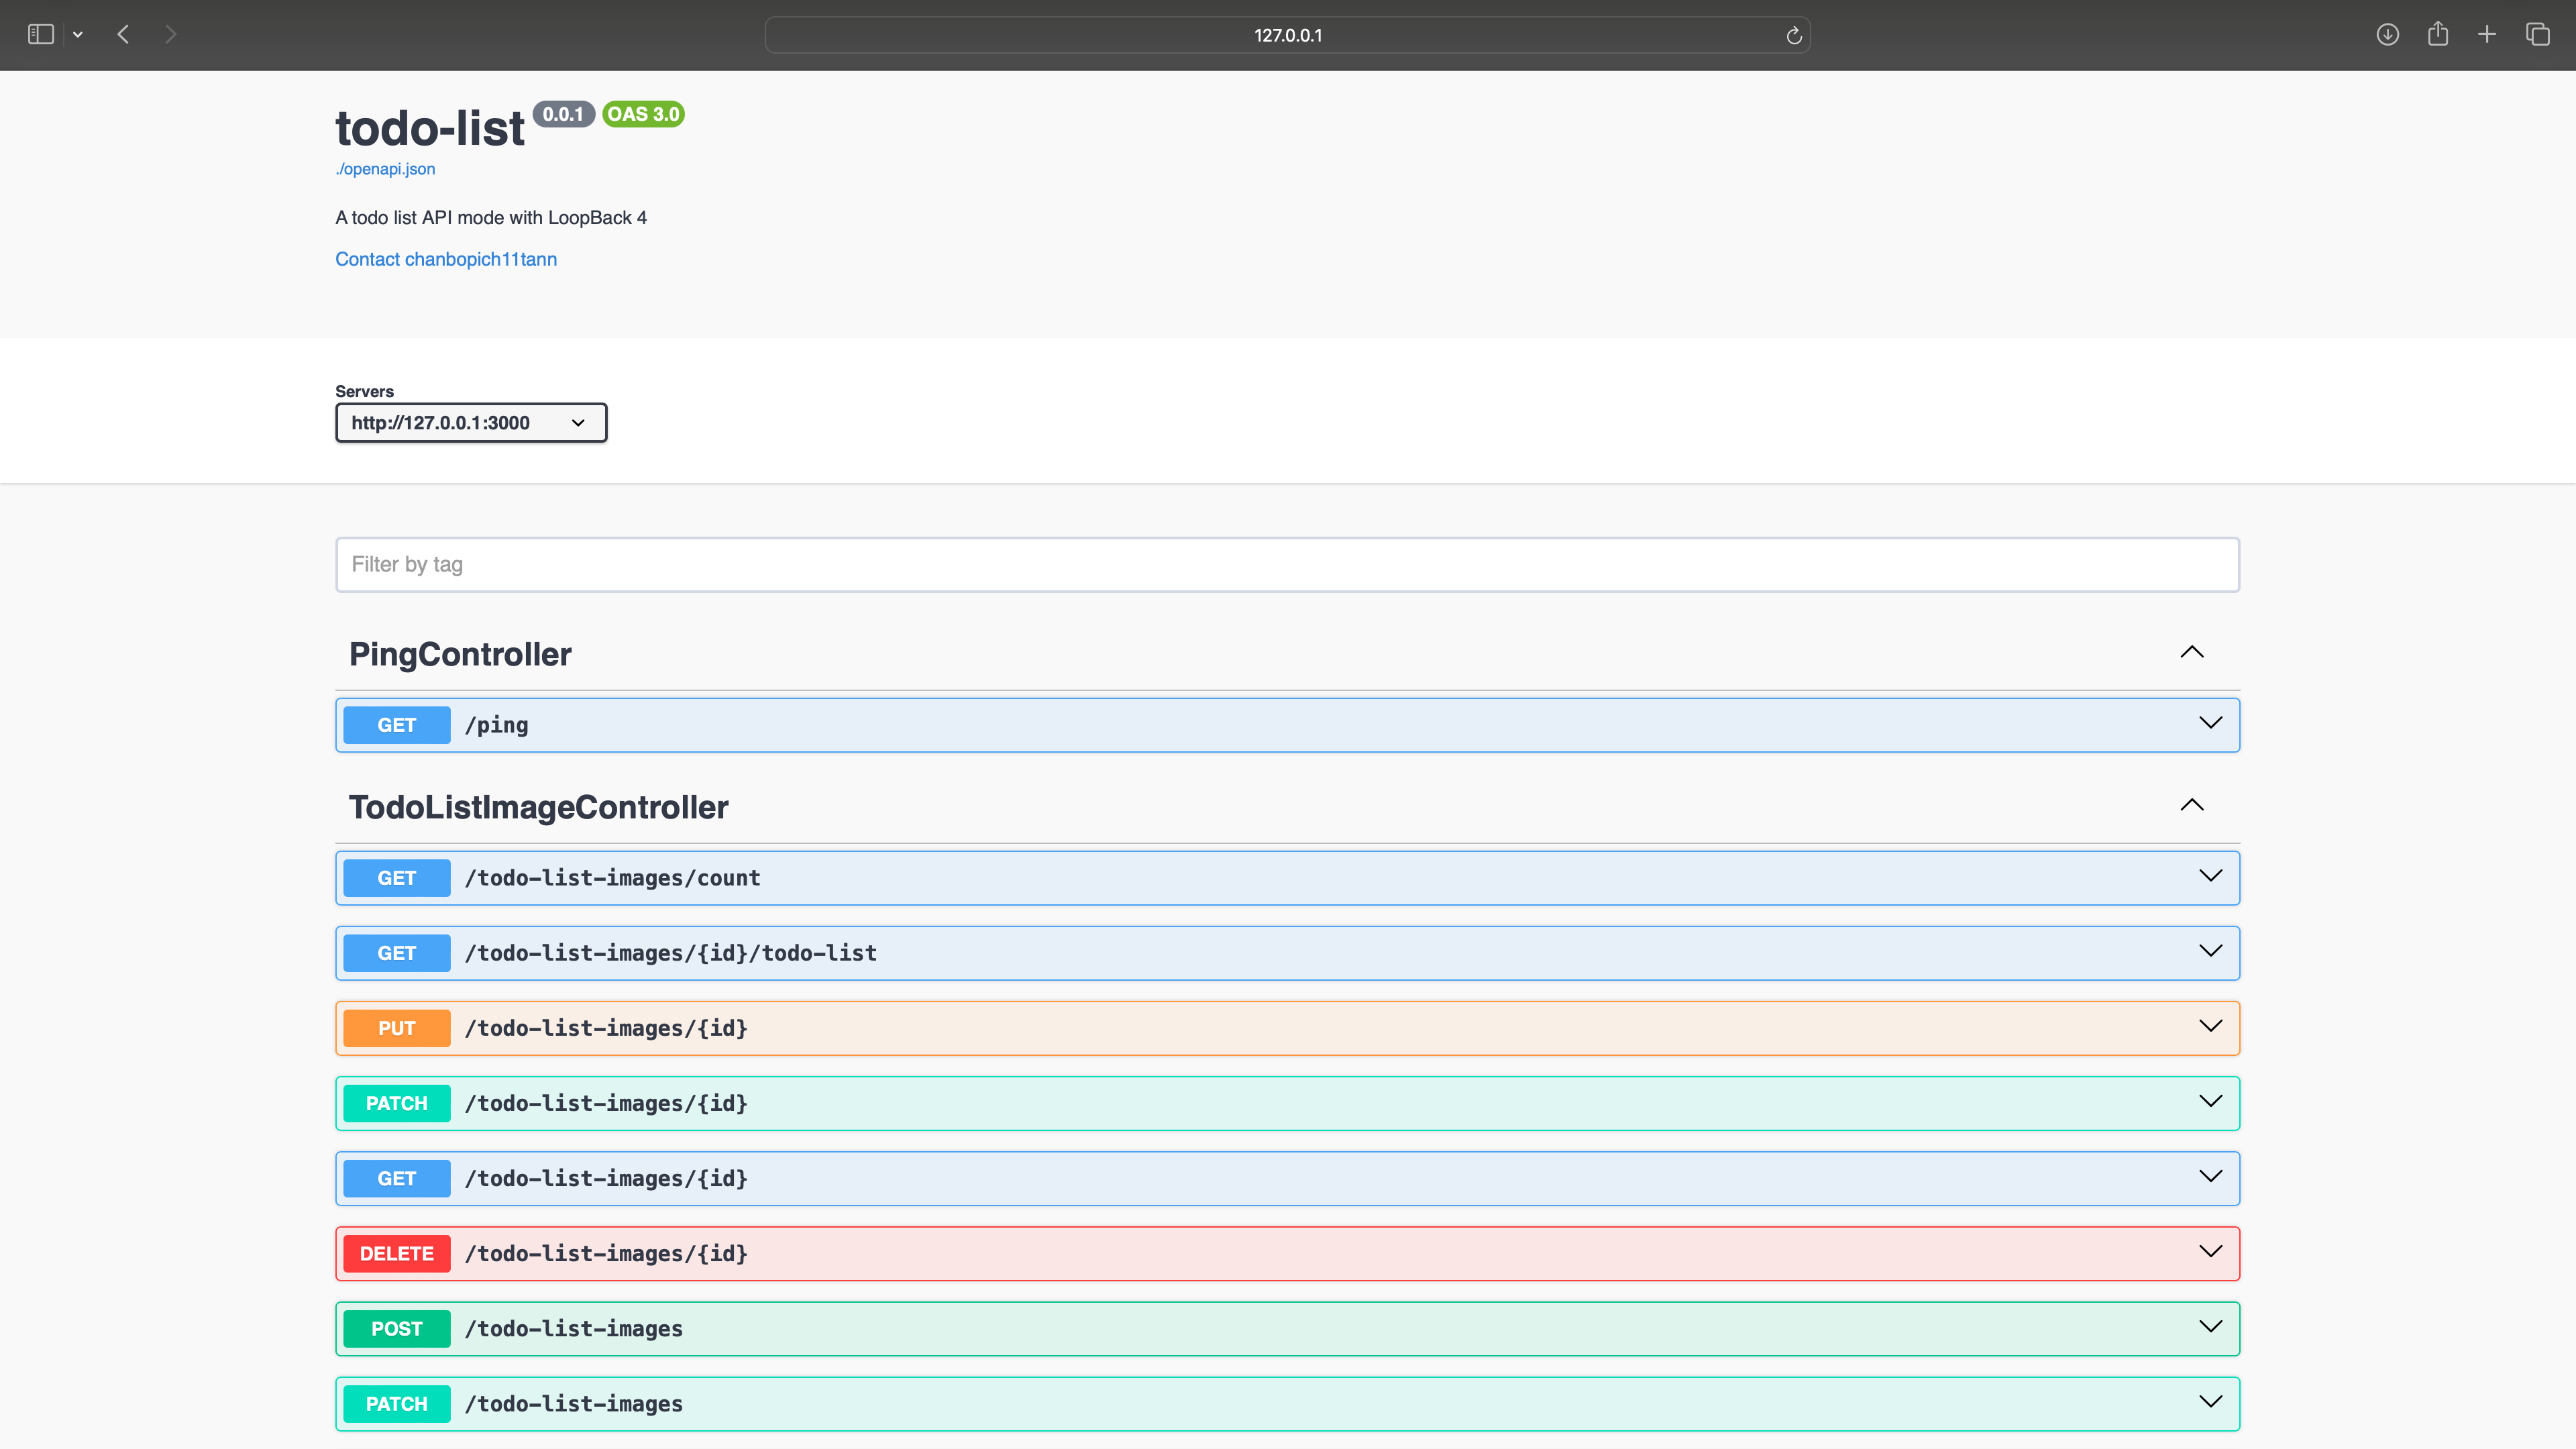 127.0.0.1
todo-list 0.0.1 OAS 3.0
./openapi.json
A todo list API mode with LoopBack 4
Contact chanbopich11tann
Servers
http://127.0.0.1:3000
Filter by tag
PingController
GET /ping
TodoListImageController
GET /todo-list-images/count
GET /todo-list-images/{id}/todo-list
PUT /todo-list-images/{id}
PATCH /todo-list-images/{id}
GET /todo-list-images/{id}
DELETE /todo-list-images/{id}
POST /todo-list-images
PATCH /todo-list-images